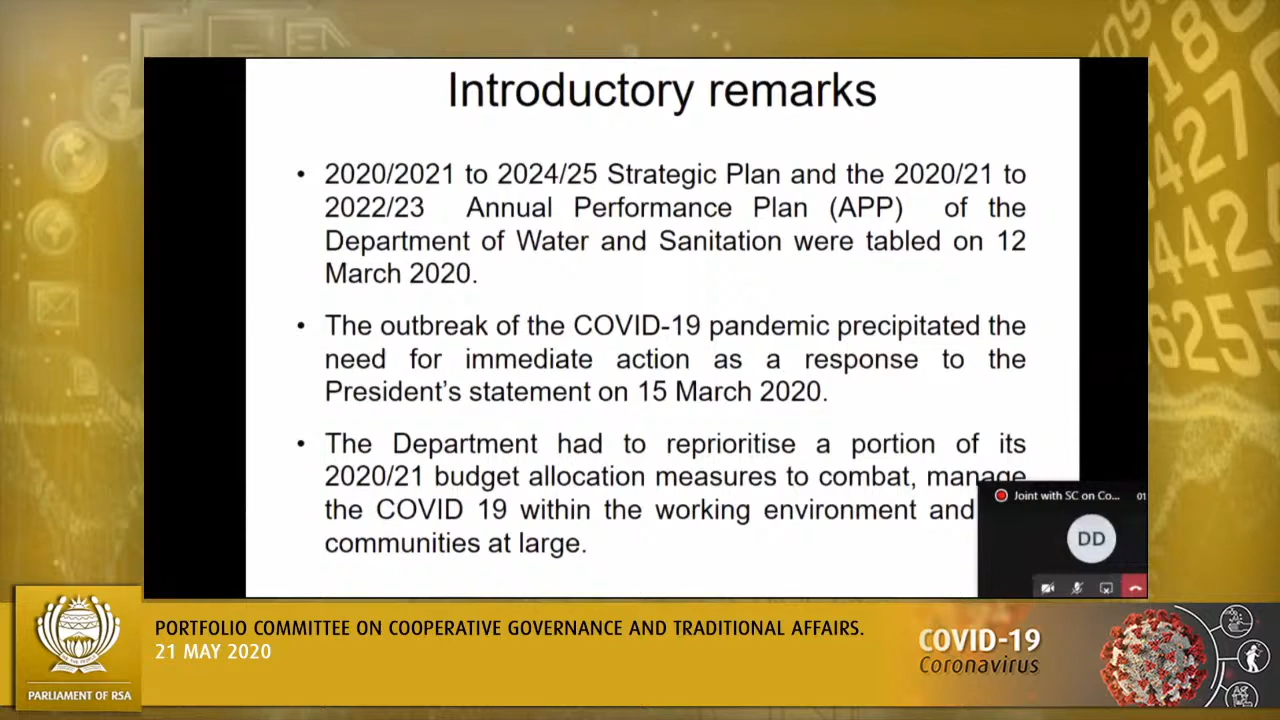 Introductory remarks
• 2020/2021 to 2024/25 Strategic Plan and the 2020/21 to
2022/23 Annual Performance Plan (APP) of the
Department of Water and Sanitation were tabled on 12
March 2020.
• The outbreak of the COVID-19 pandemic precipitated the
need for immediate action as a response to the
President's statement on 15 March 2020.
• The Department had to reprioritise a portion of its
2020/21 budget allocation measures to combat, manage
the COVID 19 within the working environment and
communities at large.
Joint with SC on Co... 01
DD
PORTFOLIO COMMITTEE ON COOPERATIVE GOVERNANCE AND TRADITIONAL AFFAIRS.
21 MAY 2020
PARLIAMENT OF RSA
COVID-19
Coronavirus